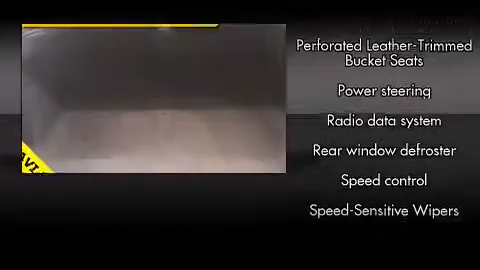 Perforated Leather-Trimmed
Bucket Seats
Power steering
Radio data system
Rear window defroster
Speed control
Speed-Sensitive Wipers